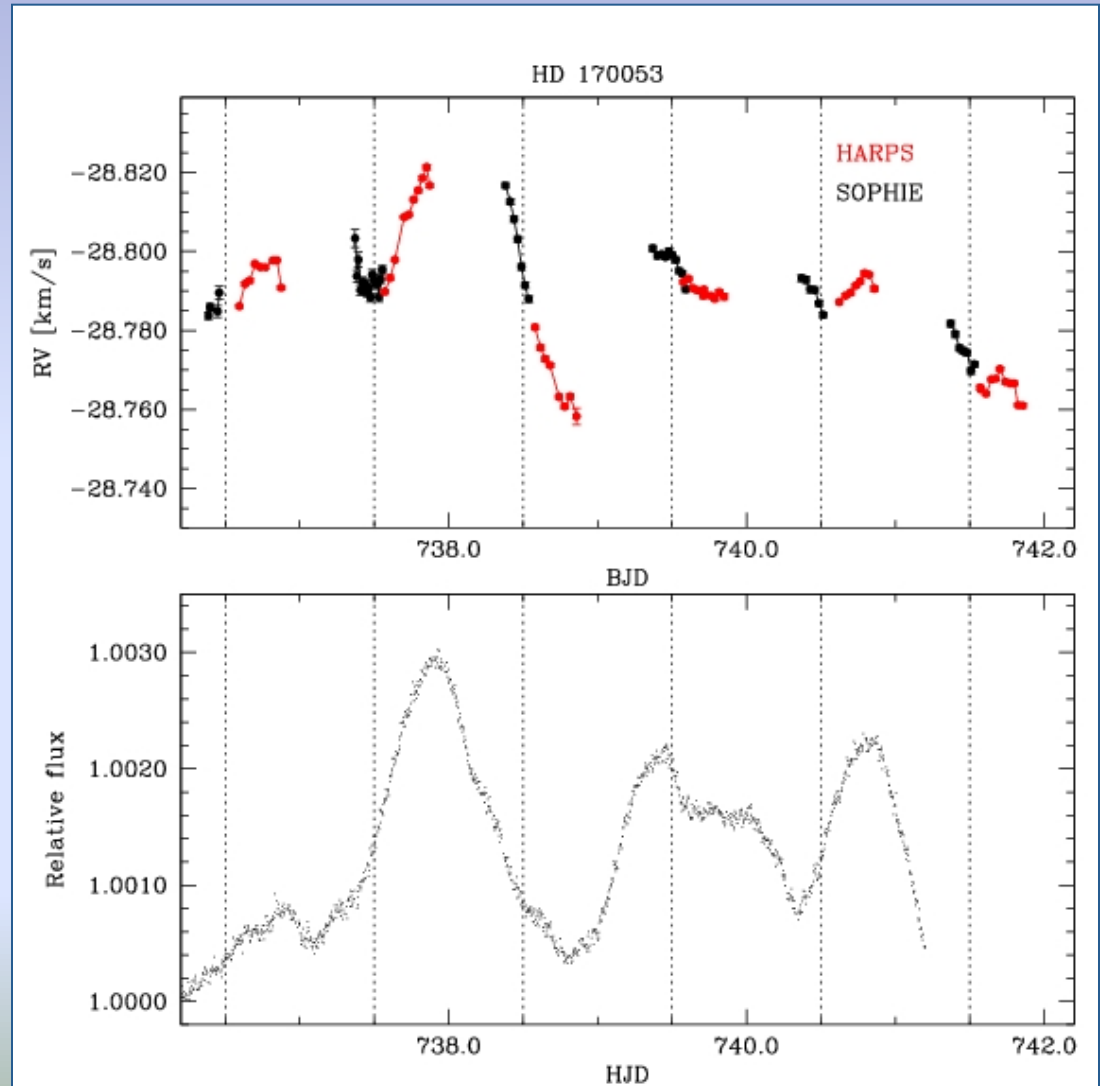 HD 170053
HARPS
SOPHIE
RV [km/s]
−28.820
−28.800
−28.780
−28.760
−28.740
738.0 740.0 742.0
BJD
Relative flux
1.0030
1.0020
1.0010
1.0000
738.0 740.0 742.0
HJD